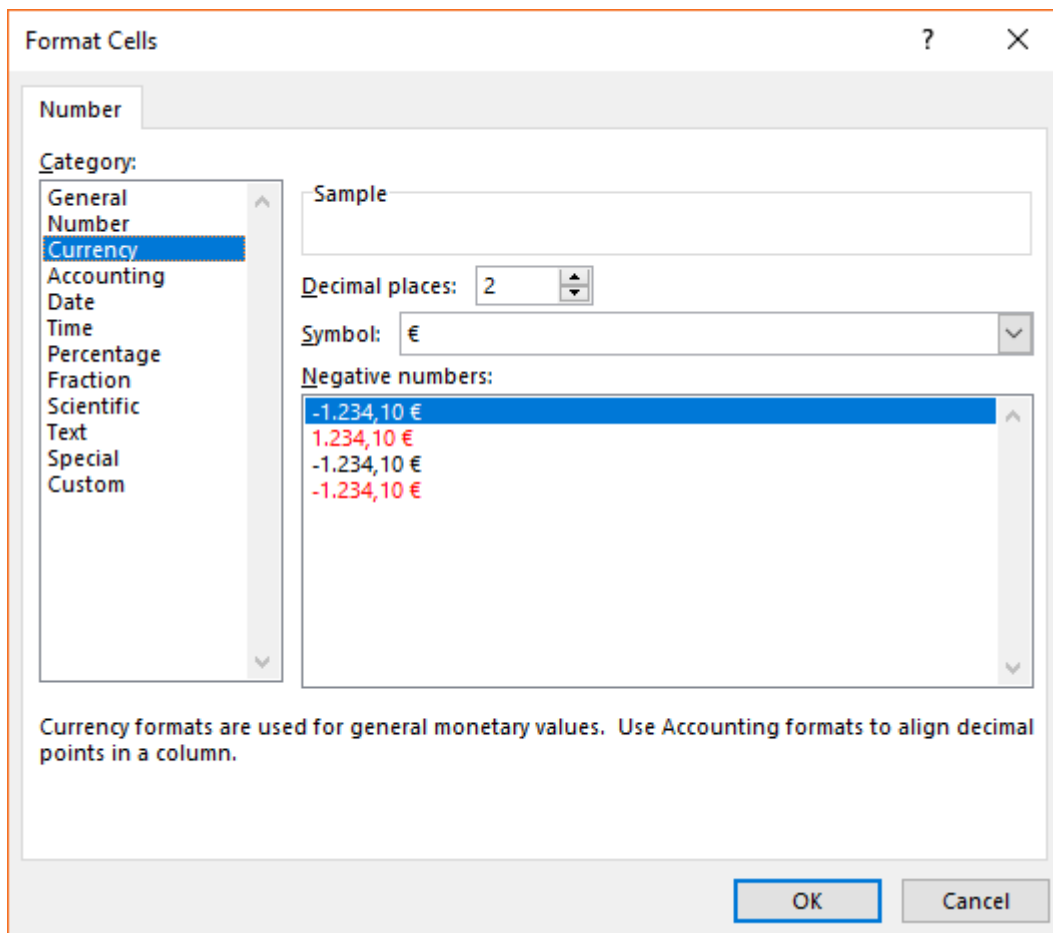 Format Cells
?
Number
Category:
General
Number
Currency
Accounting
Date
Time
Percentage
Fraction
Scientific
Text
Special
Custom
Sample
Decimal places: 2
Symbol: €
Negative numbers:
-1.234,10 €
1.234,10 €
-1.234,10 €
-1.234,10 €
Currency formats are used for general monetary values.  Use Accounting formats to align decimal
points in a column.
OK
Cancel